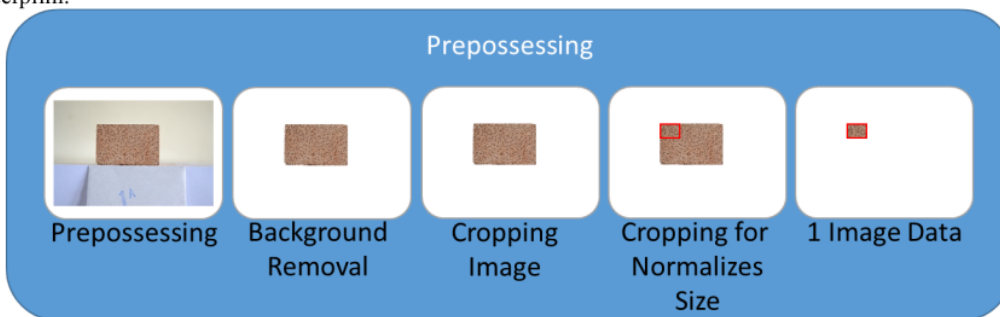 Prepossessing
Prepossessing
Background
Removal
Cropping
Image
Cropping for
Normalizes
Size
1 Image Data